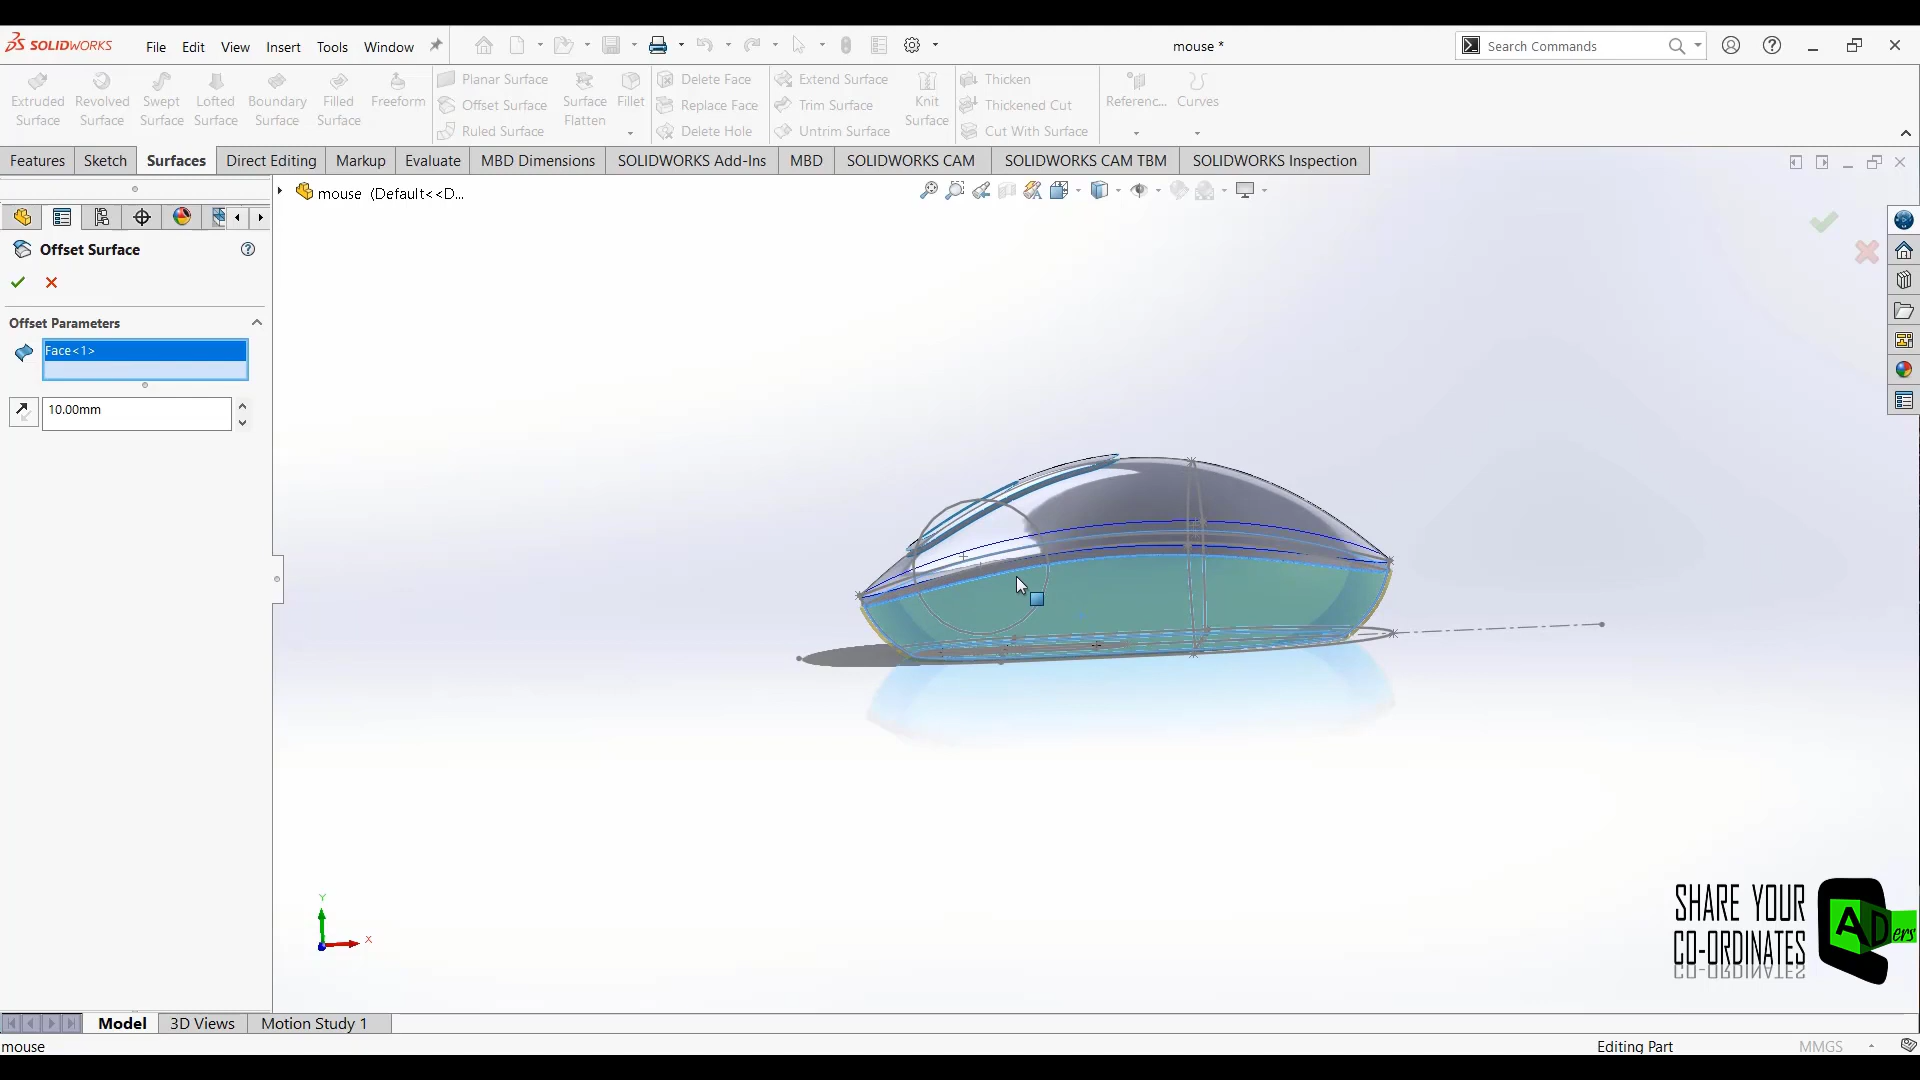 SOLIDWORKS File Edit View Insert Tools Window mouse * Search Commands
Extruded Surface
Revolved Surface
Swept Surface
Lofted Surface
Boundary Surface
Filled Surface
Freeform
Planar Surface
Offset Surface
Ruled Surface
Surface Flatten
Fillet
Delete Face
Replace Face
Delete Hole
Extend Surface
Trim Surface
Untrim Surface
Knit Surface
Thicken
Thickened Cut
Cut With Surface
Referenc...
Curves
Features Sketch Surfaces Direct Editing Markup Evaluate MBD Dimensions SOLIDWORKS Add-Ins MBD SOLIDWORKS CAM SOLIDWORKS CAM TBM SOLIDWORKS Inspection
mouse (Default<<D...
Offset Surface
Offset Parameters
Face<1>
10.00mm
Y
X
SHARE YOUR
CO-ORDINATES
CADers
Model 3D Views Motion Study 1
mouse Editing Part MMGS